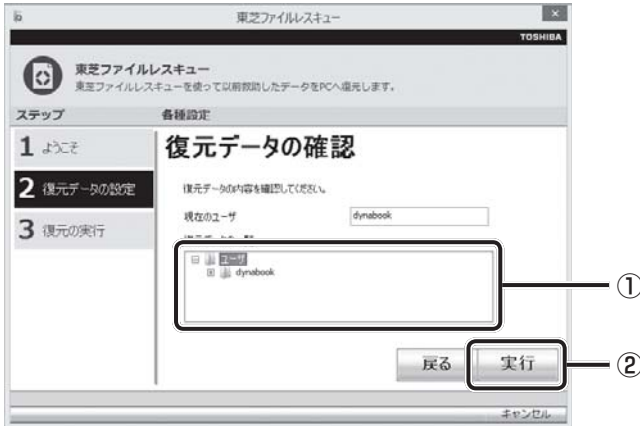 東芝ファイルレスキュー
TOSHIBA
東芝ファイルレスキュー
東芝ファイルレスキューを使って以前救助したデータをPCへ復元します。
ステップ
各種設定
1 ようこそ
2 復元データの設定
3 復元の実行
復元データの確認
復元データの内容を確認してください。
現在のユーザ
dynabook
ユーザ
dynabook
①
戻る
実行
②
キャンセル